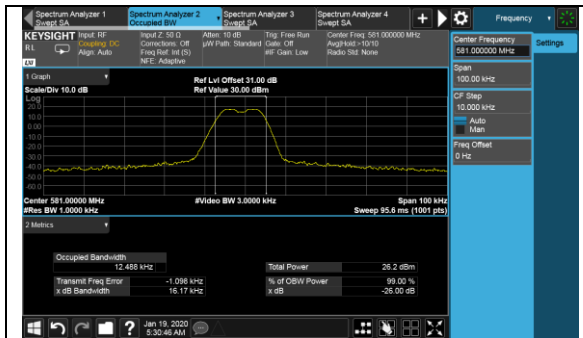 Spectrum Analyzer 1
Swept SA
Spectrum Analyzer 2
Occupied BW
Spectrum Analyzer 3
Swept SA
Spectrum Analyzer 4
Swept SA
Frequency
KEYSIGHT
RL
Input: RF
Coupling: DC
Align: Auto
Input Z: 50 Ω
Corrections: Off
Freq Ref: Int (S)
NFE: Adaptive
Atten: 10 dB
µW Path: Standard
Trig: Free Run
Gate: Off
#IF Gain: Low
Center Freq: 581.000000 MHz
Avg|Hold:>10/10
Radio Std: None
Center Frequency
581.000000 MHz
Settings
Span
100.00 kHz
CF Step
10.000 kHz
Auto
Man
Freq Offset
0 Hz
1 Graph
Scale/Div 10.0 dB
Ref Lvl Offset 31.00 dB
Ref Value 30.00 dBm
Log
20.0
10.0
0.00
-10.0
-20.0
-30.0
-40.0
-50.0
-60.0
Center 581.00000 MHz
#Video BW 3.0000 kHz
Span 100 kHz
#Res BW 1.0000 kHz
Sweep 95.6 ms (1001 pts)
2 Metrics
Occupied Bandwidth
12.488 kHz
Total Power
26.2 dBm
Transmit Freq Error
-1.098 kHz
% of OBW Power
99.00 %
x dB Bandwidth
16.17 kHz
x dB
-26.00 dB
?
Jan 19, 2020
5:30:46 AM